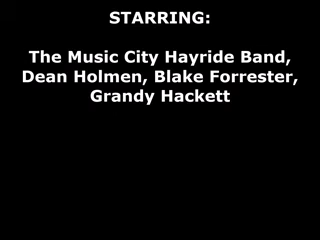 STARRING:
The Music City Hayride Band,
Dean Holmen, Blake Forrester,
Grandy Hackett